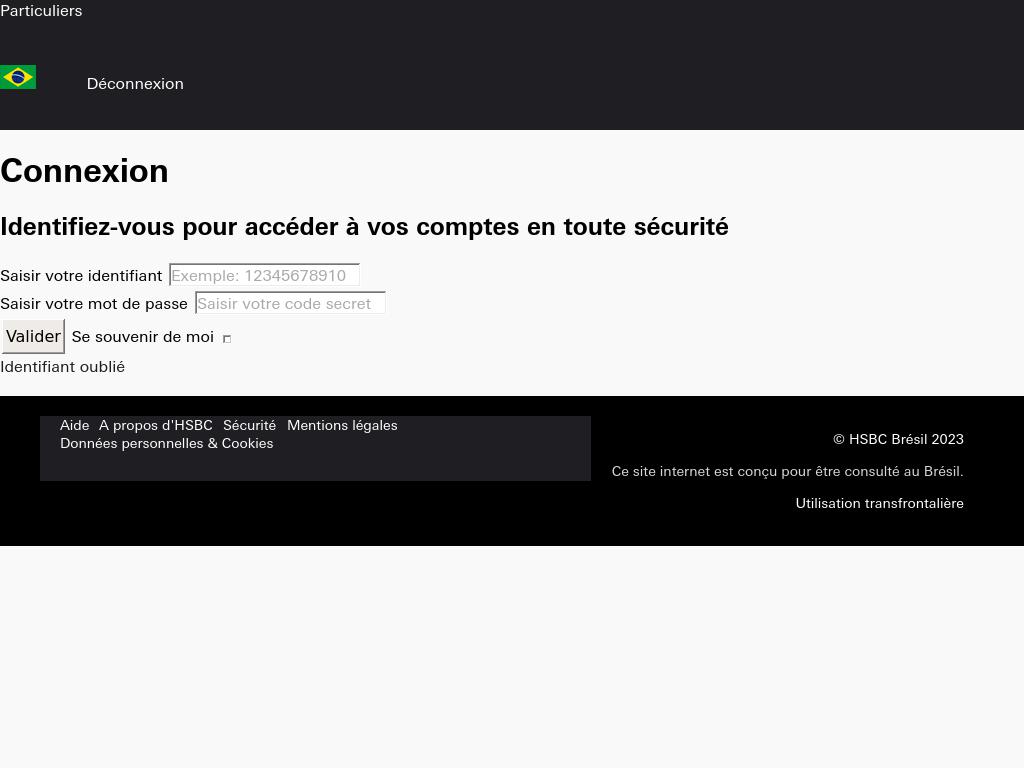 Particuliers
Déconnexion
Connexion
Identifiez-vous pour accéder à vos comptes en toute sécurité
Saisir votre identifiant Exemple: 12345678910
Saisir votre mot de passe Saisir votre code secret
Valider Se souvenir de moi
Identifiant oublié
Aide A propos d'HSBC Sécurité Mentions légales
Données personnelles & Cookies
© HSBC Brésil 2023
Ce site internet est conçu pour être consulté au Brésil.
Utilisation transfrontalière